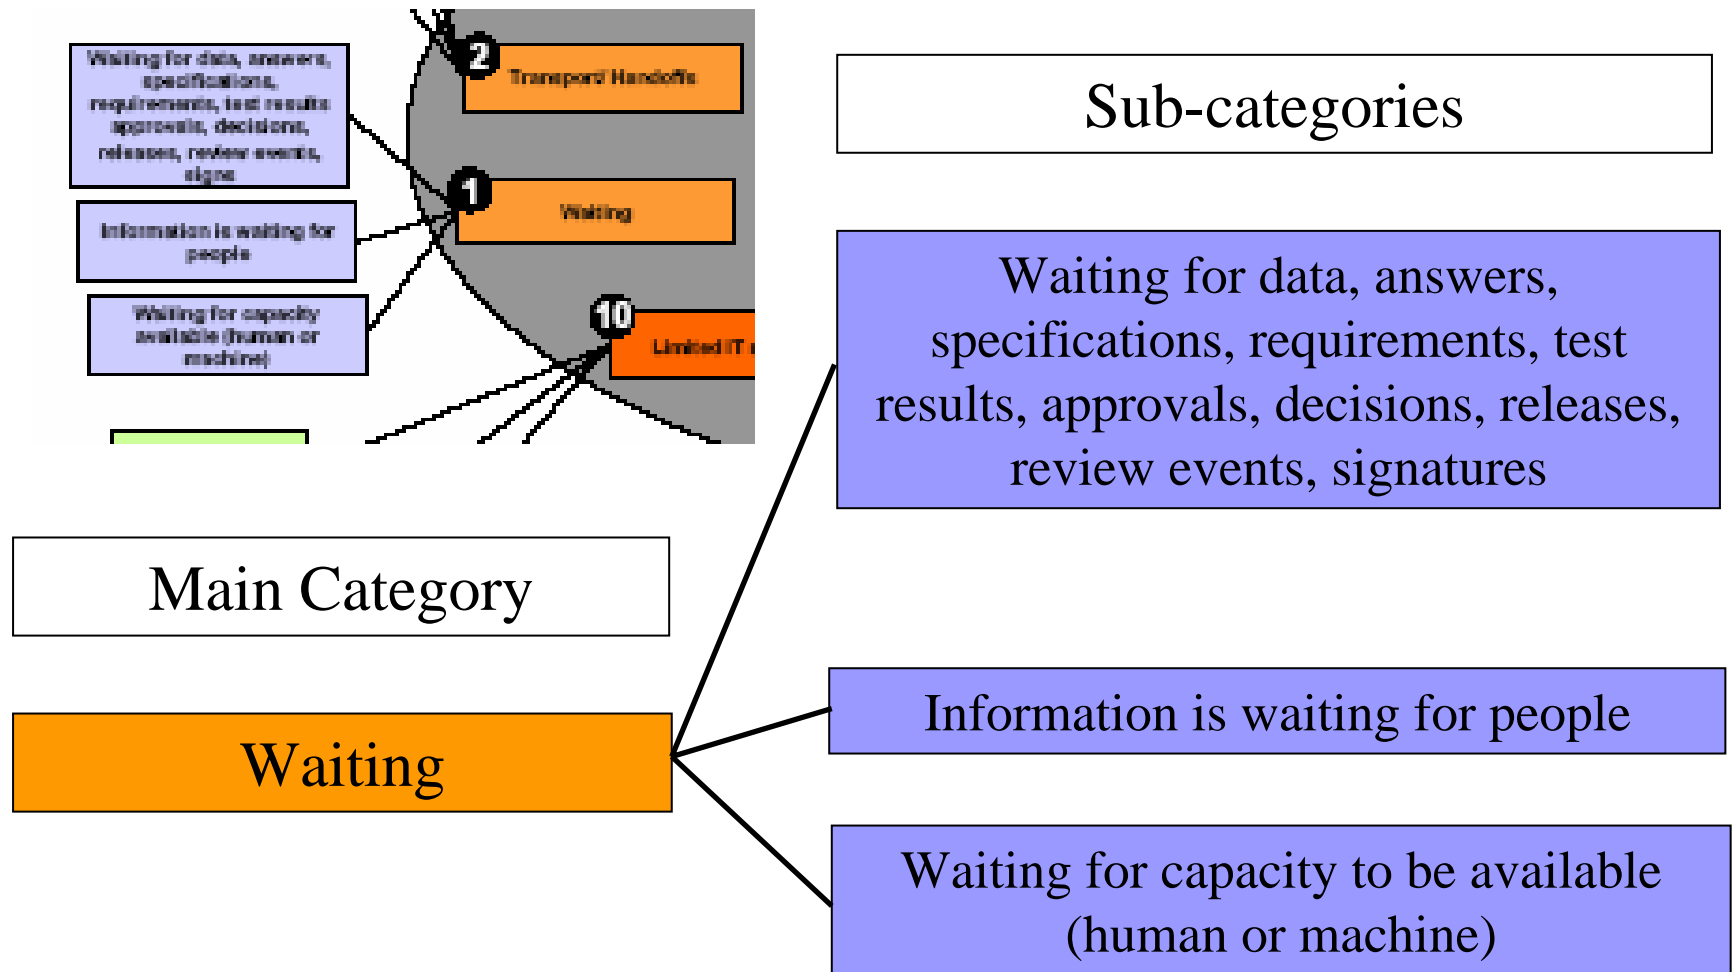 Waiting for data, answers,
specifications,
requirements, test results
approvals, decisions,
releases, review events,
signs
Information is waiting for
people
Waiting for capacity
available (human or
machine)
2
Transport/ Handoffs
1
Waiting
10
Limited IT
Sub-categories
Waiting for data, answers,
specifications, requirements, test
results, approvals, decisions, releases,
review events, signatures
Main Category
Waiting
Information is waiting for people
Waiting for capacity to be available
(human or machine)